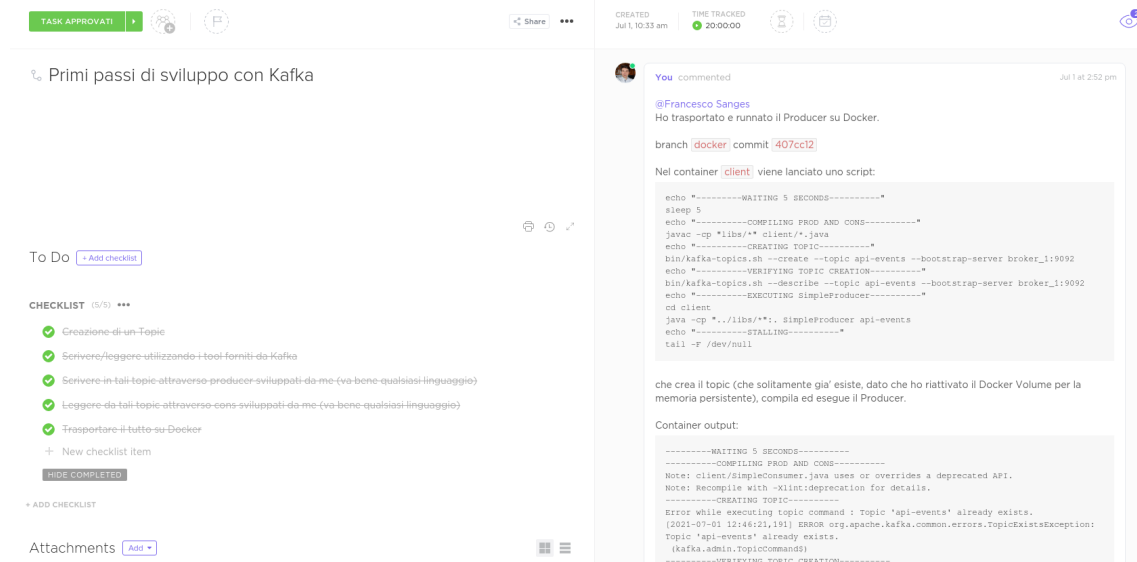 TASK APPROVATI
Share
Primi passi di sviluppo con Kafka
To Do
+ Add checklist
CHECKLIST (5/5)
Creazione di un Topic
Scrivere/leggere utilizzando i tool forniti da Kafka
Scrivere in tali topic attraverso producer sviluppati da me (va bene qualsiasi linguaggio)
Leggere da tali topic attraverso cons sviluppati da me (va bene qualsiasi linguaggio)
Trasportare il tutto su Docker
New checklist item
HIDE COMPLETED
+ ADD CHECKLIST
Attachments
Add
CREATED
Jul 1, 10:33 am
TIME TRACKED
20:00:00
You commented
Jul 1 at 2:52 pm
@Francesco Sanges
Ho trasportato e runnato il Producer su Docker.
branch docker commit 407cc12
Nel container client viene lanciato uno script:
echo "---------WAITING 5 SECONDS----------"
sleep 5
echo "----------COMPILING PROD AND CONS----------"
javac -cp "libs/*" client/*.java
echo "----------CREATING TOPIC----------"
bin/kafka-topics.sh --create --topic api-events --bootstrap-server broker_1:9092
echo "----------VERIFYING TOPIC CREATION----------"
bin/kafka-topics.sh --describe --topic api-events --bootstrap-server broker_1:9092
echo "----------EXECUTING SimpleProducer----------"
cd client
java -cp "../libs/*":. SimpleProducer api-events
echo "----------STALLING----------"
tail -F /dev/null
che crea il topic (che solitamente gia' esiste, dato che ho riattivato il Docker Volume per la
memoria persistente), compila ed esegue il Producer.
Container output:
---------WAITING 5 SECONDS----------
----------COMPILING PROD AND CONS----------
Note: client/SimpleConsumer.java uses or overrides a deprecated API.
Note: Recompile with -Xlint:deprecation for details.
----------CREATING TOPIC----------
Error while executing topic command : Topic 'api-events' already exists.
[2021-07-01 12:46:21,191] ERROR org.apache.kafka.common.errors.TopicExistsException:
Topic 'api-events' already exists.
(kafka.admin.TopicCommand$)
----------VERIFYING TOPIC CREATION----------